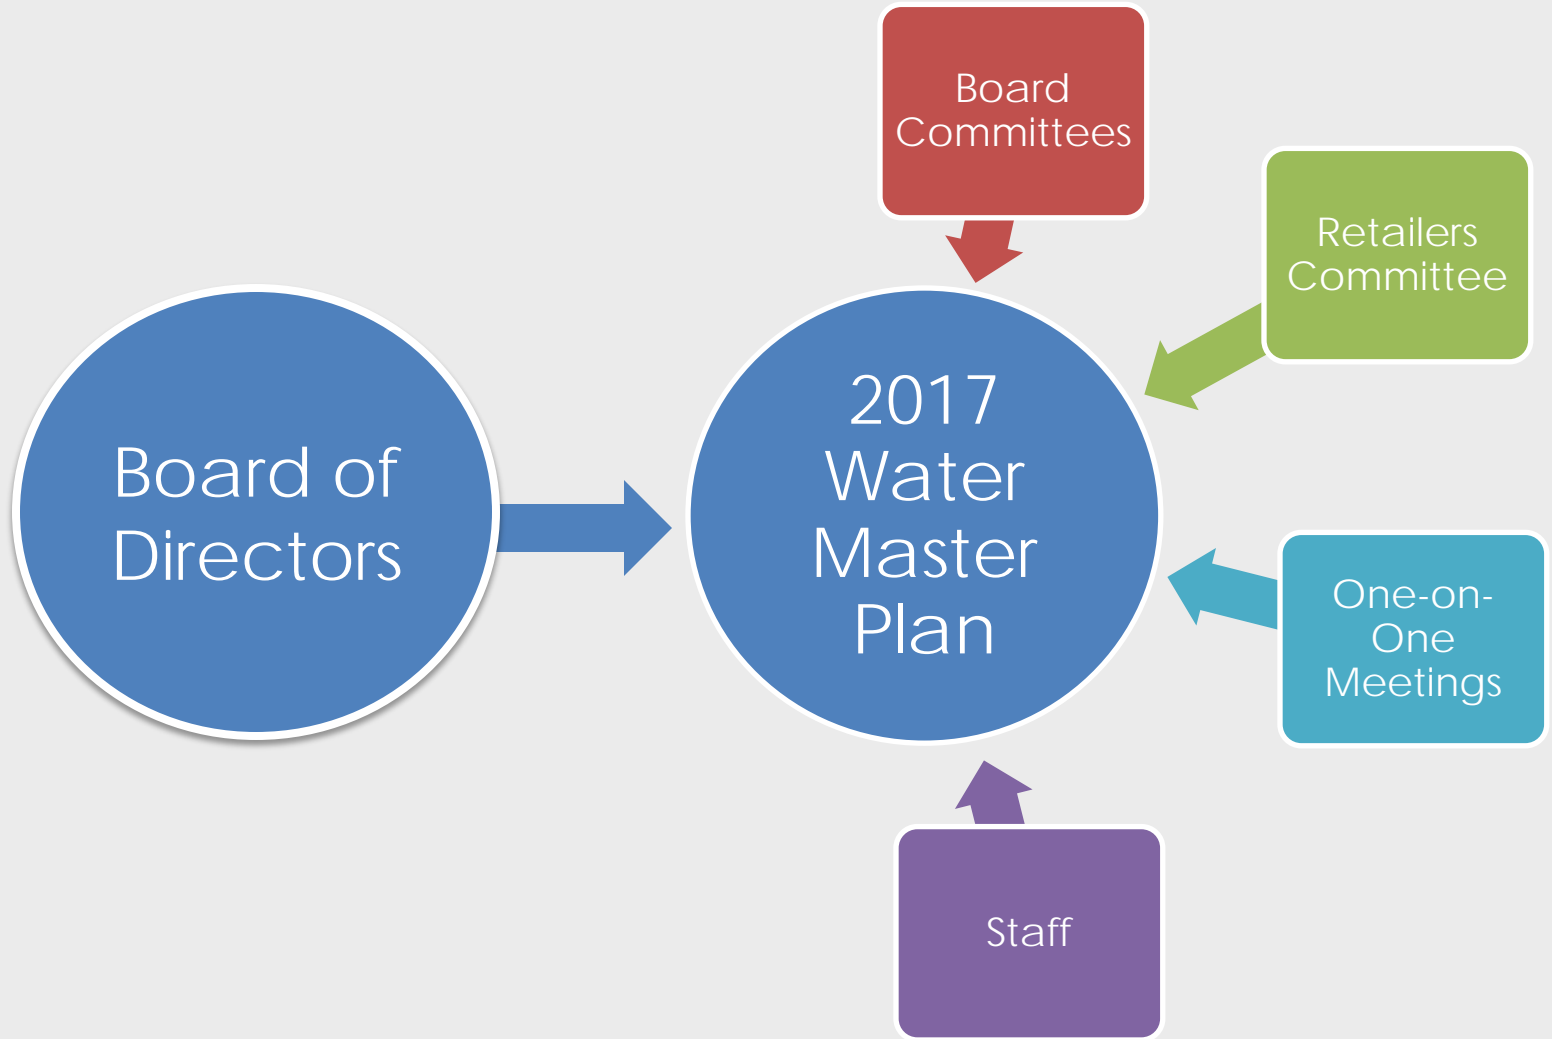 Board
Committees
Retailers
Committee
Board of
Directors
2017
Water
Master
Plan
One-on-
One
Meetings
Staff